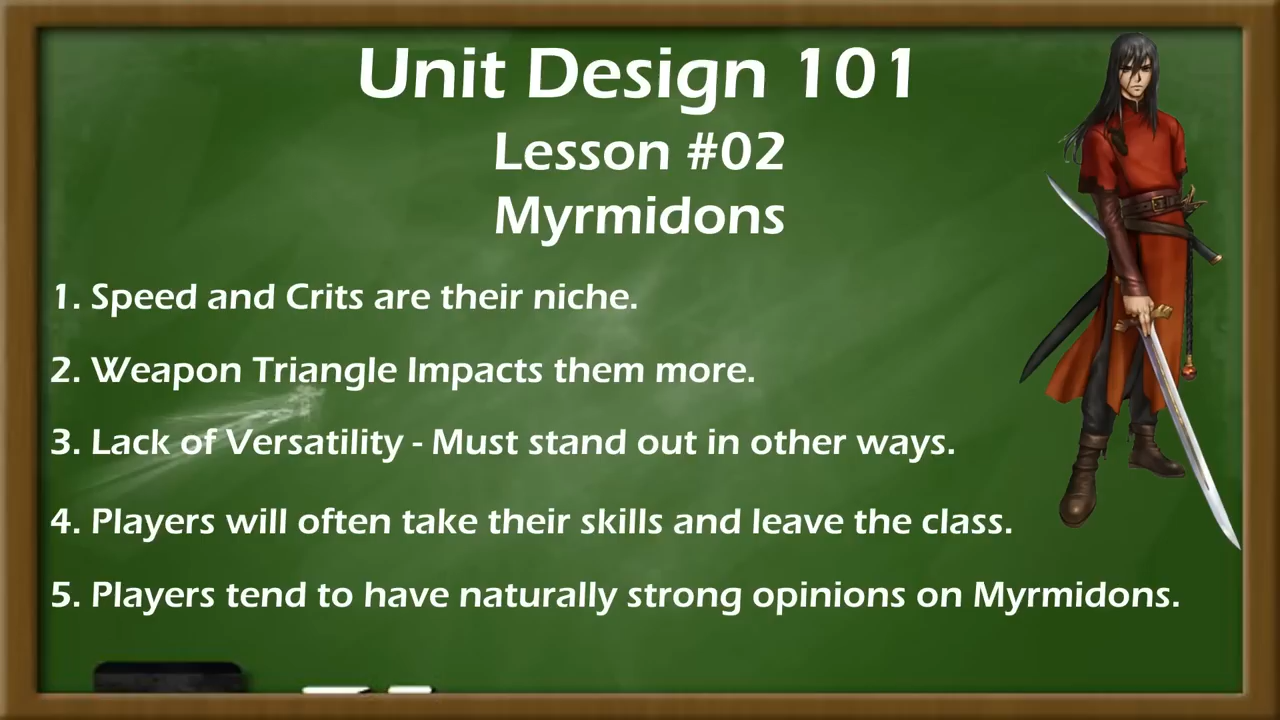 Unit Design 101
Lesson #02
Myrmidons
1. Speed and Crits are their niche.
2. Weapon Triangle Impacts them more.
3. Lack of Versatility - Must stand out in other ways.
4. Players will often take their skills and leave the class.
5. Players tend to have naturally strong opinions on Myrmidons.